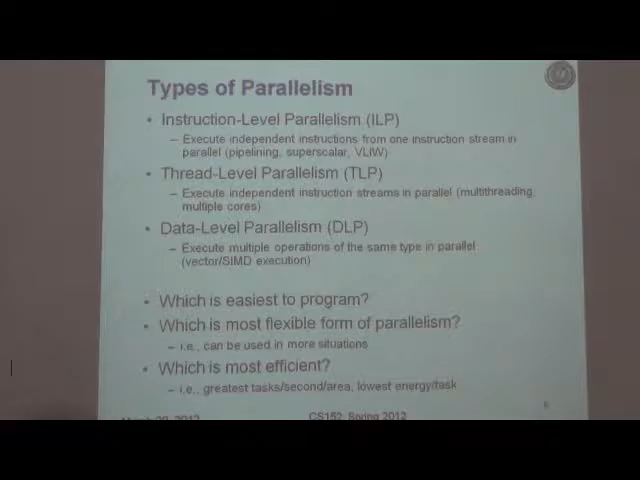 Types of Parallelism
• Instruction-Level Parallelism (ILP)
– Execute independent instructions from one instruction stream in
parallel (pipelining, superscalar, VLIW)
• Thread-Level Parallelism (TLP)
– Execute independent instruction streams in parallel (multithreading,
multiple cores)
• Data-Level Parallelism (DLP)
– Execute multiple operations of the same type in parallel
(vector/SIMD execution)
• Which is easiest to program?
• Which is most flexible form of parallelism?
– i.e., can be used in more situations
• Which is most efficient?
– i.e., greatest tasks/second/area, lowest energy/task
6
2012
CS152, Spring 2012